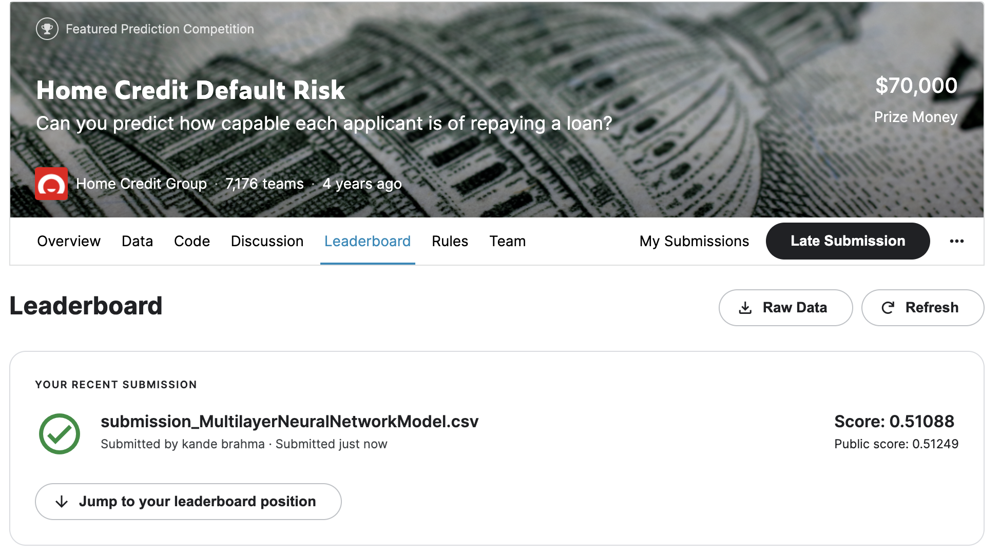 Featured Prediction Competition
Home Credit Default Risk
Can you predict how capable each applicant is of repaying a loan?
$70,000
Prize Money
Home Credit Group · 7,176 teams · 4 years ago
Overview Data Code Discussion Leaderboard Rules Team My Submissions Late Submission
Leaderboard
Raw Data Refresh
YOUR RECENT SUBMISSION
submission_MultilayerNeuralNetworkModel.csv Score: 0.51088
Submitted by kande brahma · Submitted just now Public score: 0.51249
Jump to your leaderboard position